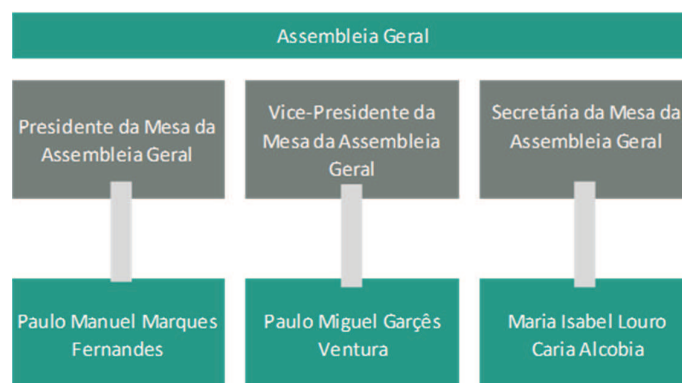 Assembleia Geral
Presidente da Mesa da
Assembleia Geral
Vice-Presidente da
Mesa da Assembleia
Geral
Secretária da Mesa da
Assembleia Geral
Paulo Manuel Marques
Fernandes
Paulo Miguel Garçês
Ventura
Maria Isabel Louro
Caria Alcobia